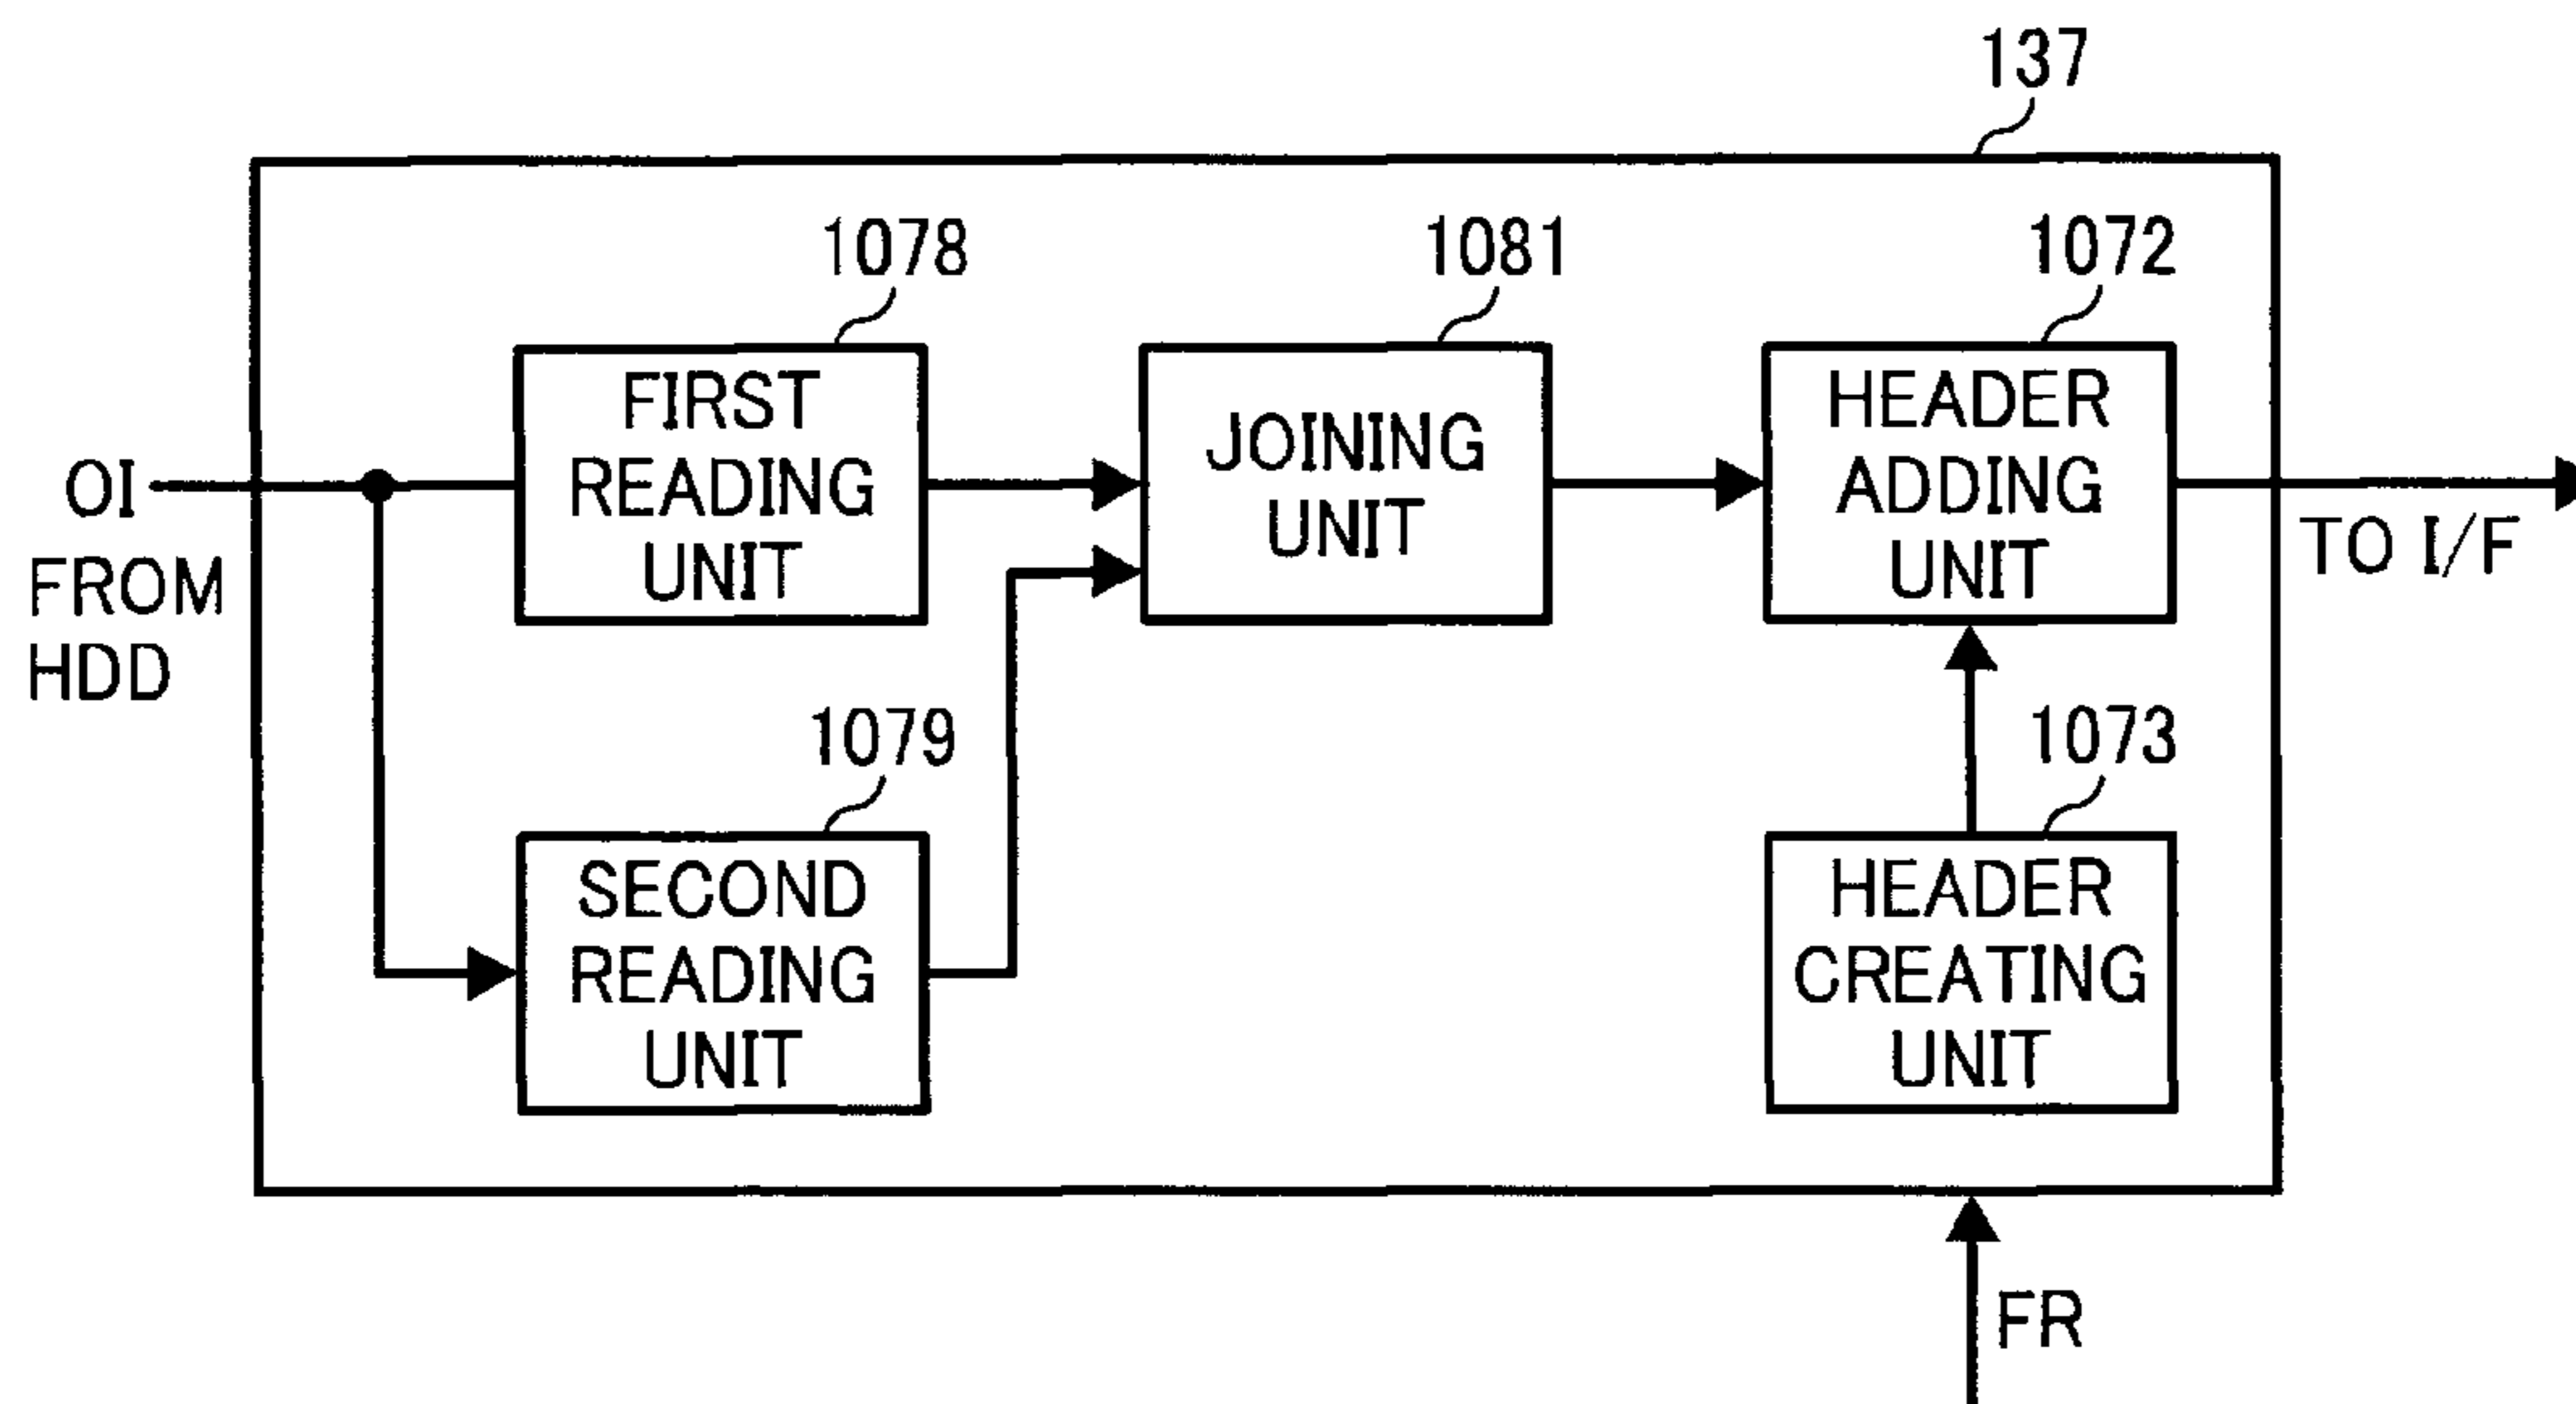 137
1078
1081
1072
FIRST
READING
UNIT
JOINING
UNIT
HEADER
ADDING
UNIT
OI
FROM
HDD
TO I/F
1079
1073
SECOND
READING
UNIT
HEADER
CREATING
UNIT
FR